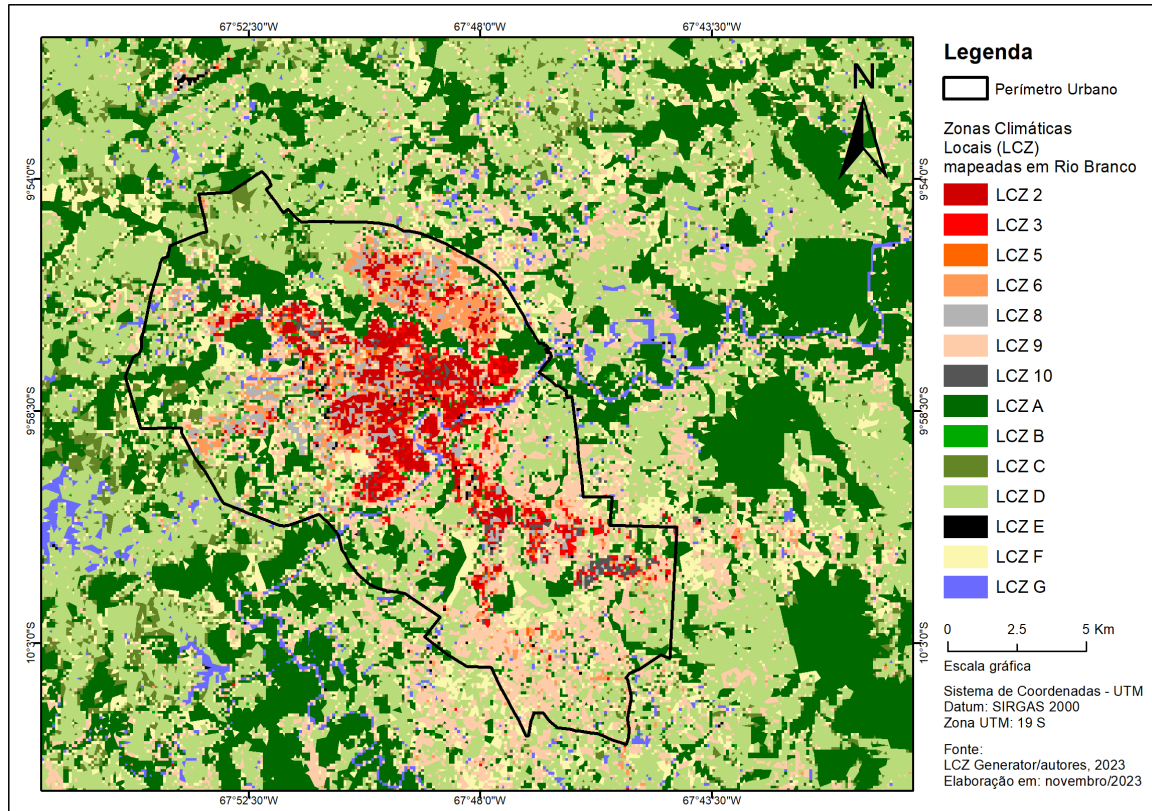 67°52'30"W
67°48'0"W
67°43'30"W
9°54'0"S
9°58'30"S
10°3'0"S
9°54'0"S
9°58'30"S
10°3'0"S
67°52'30"W
67°48'0"W
67°43'30"W
Legenda
N
Perímetro Urbano
Zonas Climáticas
Locais (LCZ)
mapeadas em Rio Branco
LCZ 2
LCZ 3
LCZ 5
LCZ 6
LCZ 8
LCZ 9
LCZ 10
LCZ A
LCZ B
LCZ C
LCZ D
LCZ E
LCZ F
LCZ G
0 2.5 5 Km
Escala gráfica
Sistema de Coordenadas - UTM
Datum: SIRGAS 2000
Zona UTM: 19 S
Fonte:
LCZ Generator/autores, 2023
Elaboração em: novembro/2023